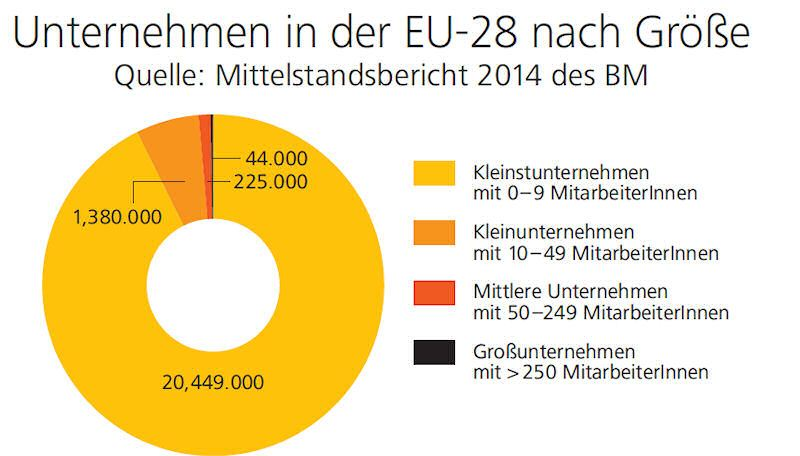 Unternehmen in der EU-28 nach Größe
Quelle: Mittelstandsbericht 2014 des BM
44.000
225.000
1,380.000
20,449.000
Kleinstunternehmen
mit 0–9 MitarbeiterInnen
Kleinunternehmen
mit 10–49 MitarbeiterInnen
Mittlere Unternehmen
mit 50–249 MitarbeiterInnen
Großunternehmen
mit >250 MitarbeiterInnen